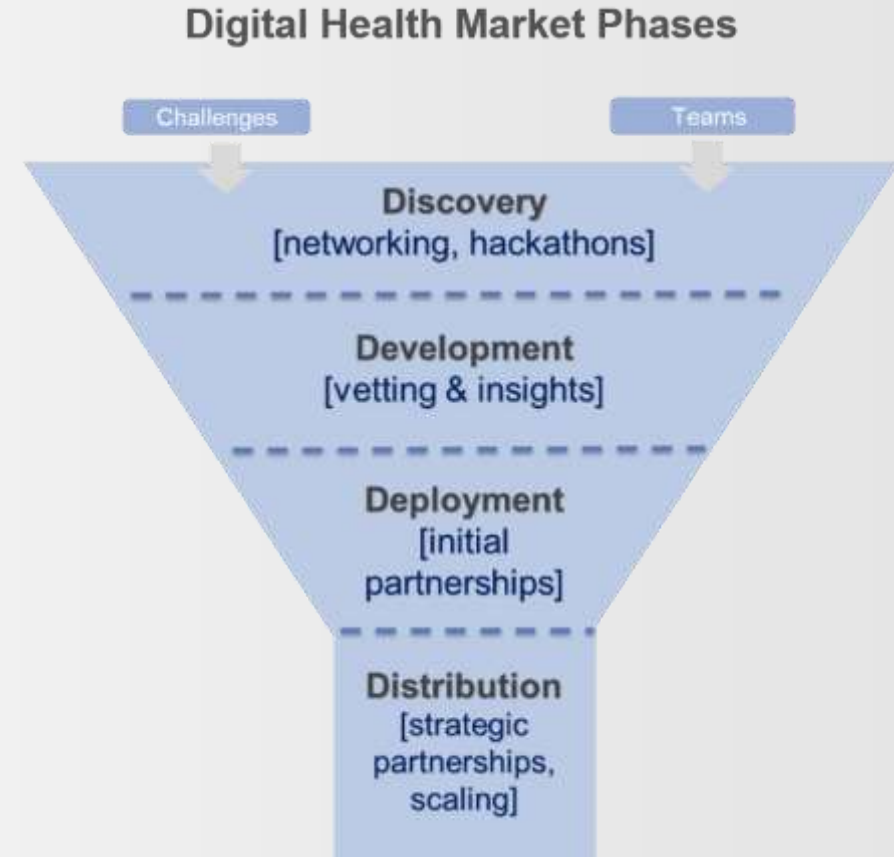 Digital Health Market Phases
Challenges
Teams
Discovery
[networking, hackathons]
Development
[vetting & insights]
Deployment
[initial
partnerships]
Distribution
[strategic
partnerships,
scaling]